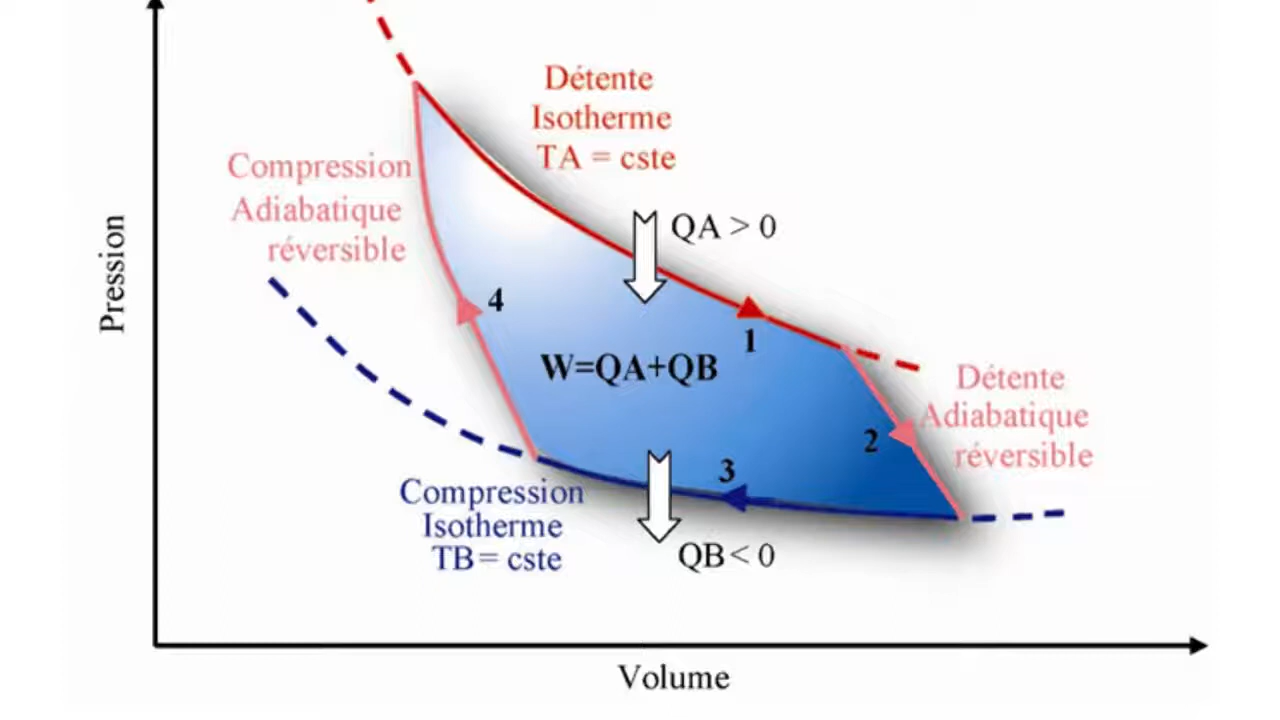 Détente
Isotherme
TA = cste
Compression
Adiabatique
réversible
QA > 0
Pression
4
1
W=QA+QB
Détente
Adiabatique
réversible
2
3
Compression
Isotherme
TB= cste
QB< 0
Volume